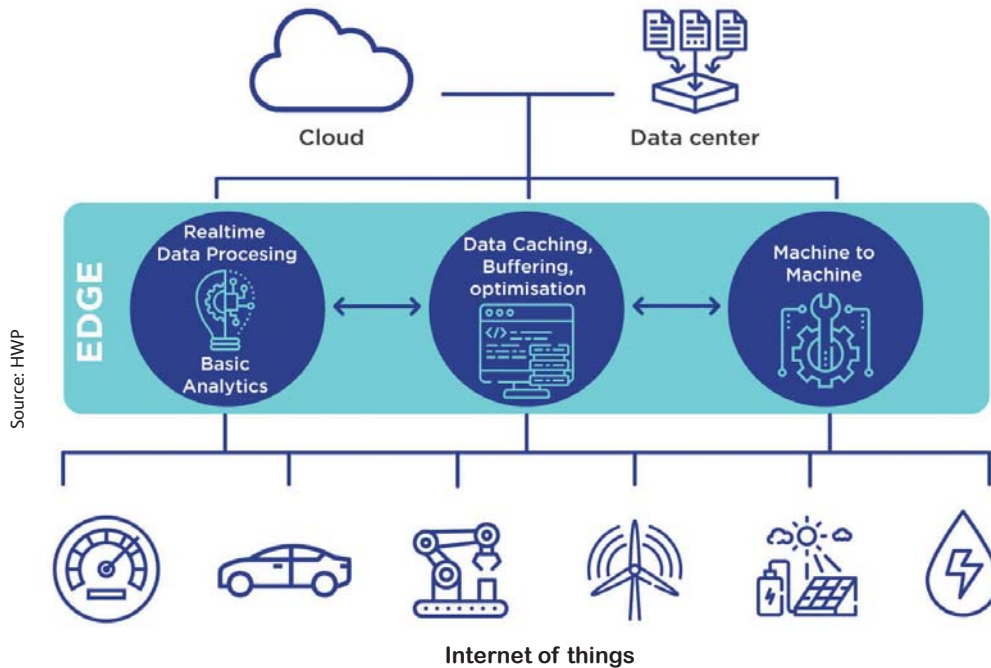 Cloud
Data center
EDGE
Realtime
Data Procesing
Basic
Analytics
Data Caching,
Buffering,
optimisation
</>
Machine to
Machine
Source: HWP
Internet of things